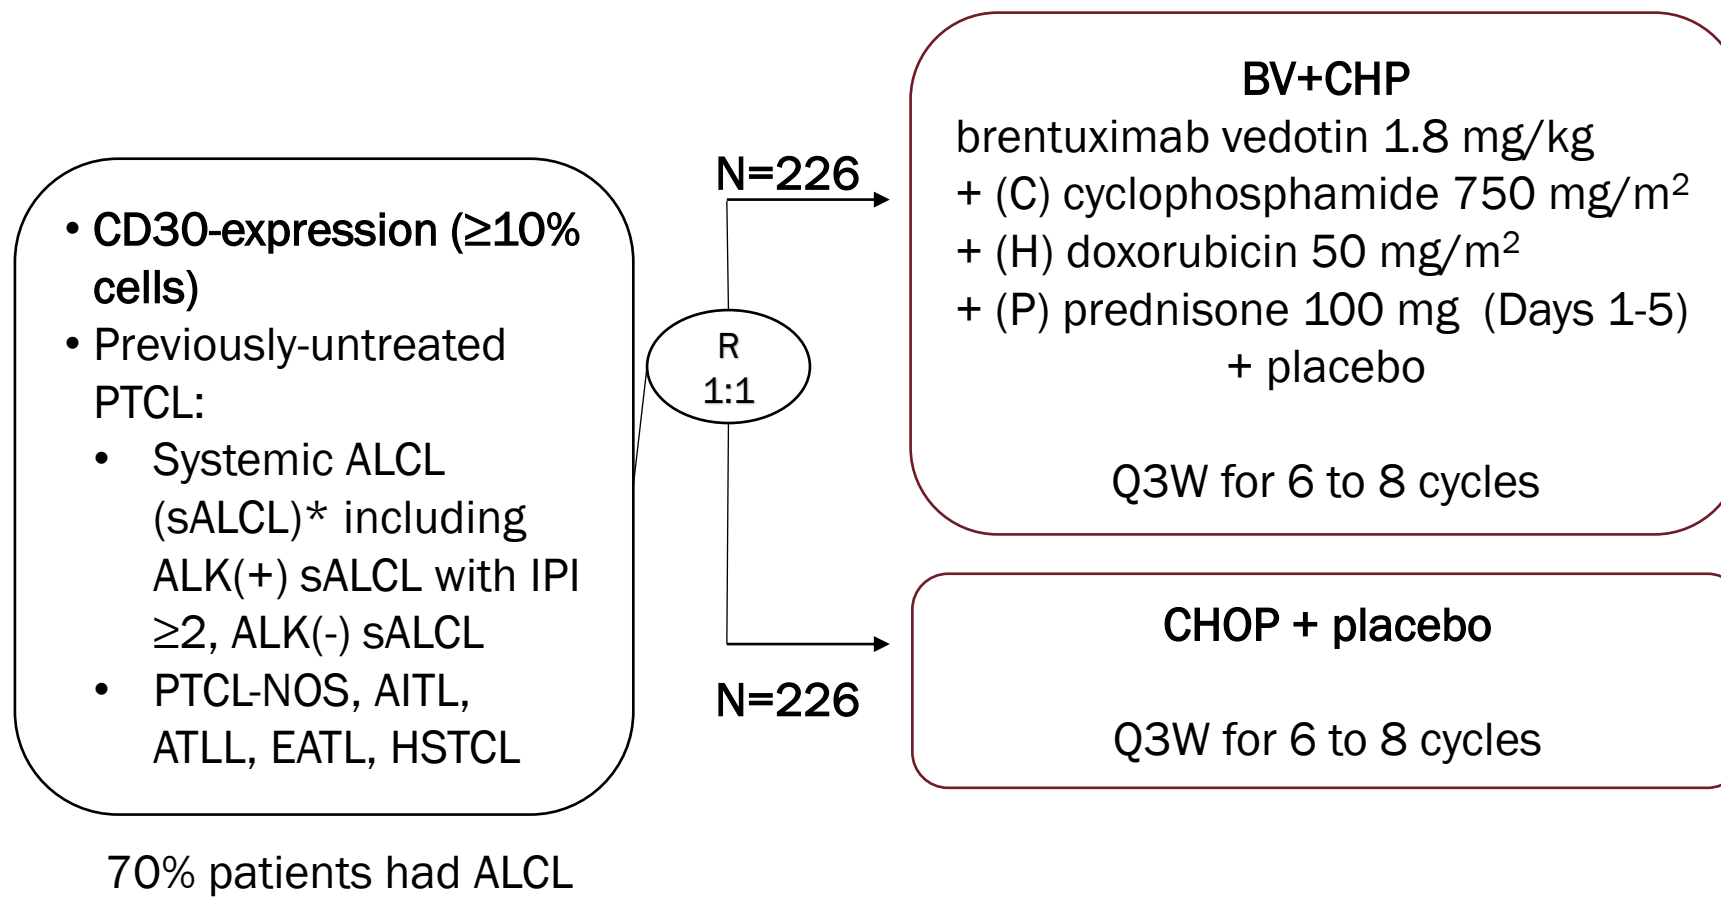 • CD30-expression (≥10%
cells)
• Previously-untreated
PTCL:
• Systemic ALCL
(sALCL)* including
ALK(+) sALCL with IPI
≥2, ALK(-) sALCL
• PTCL-NOS, AITL,
ATLL, EATL, HSTCL
70% patients had ALCL
R
1:1
N=226
N=226
BV+CHP
brentuximab vedotin 1.8 mg/kg
+ (C) cyclophosphamide 750 mg/m²
+ (H) doxorubicin 50 mg/m²
+ (P) prednisone 100 mg (Days 1-5)
+ placebo
Q3W for 6 to 8 cycles
CHOP + placebo
Q3W for 6 to 8 cycles